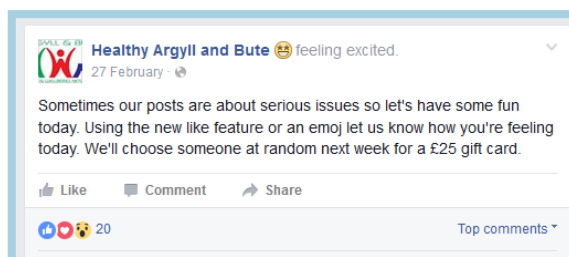 Healthy Argyll and Bute 😆 feeling excited.
27 February ·
Sometimes our posts are about serious issues so let's have some fun
today. Using the new like feature or an emoj let us know how you're feeling
today. We'll choose someone at random next week for a £25 gift card.
Like Comment Share
20 Top comments